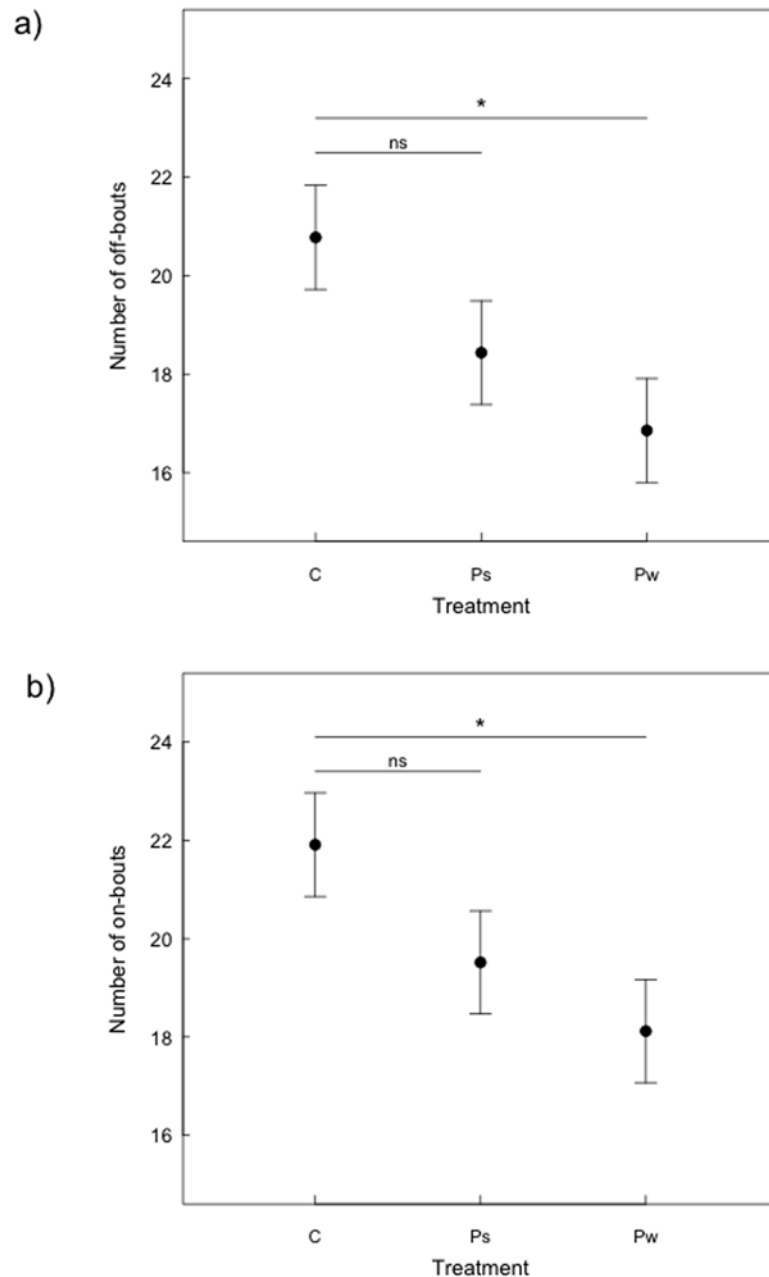 a)
24
22
20
18
16
Number of off-bouts
*
ns
C Ps Pw
Treatment
b)
24
22
20
18
16
Number of on-bouts
*
ns
C Ps Pw
Treatment